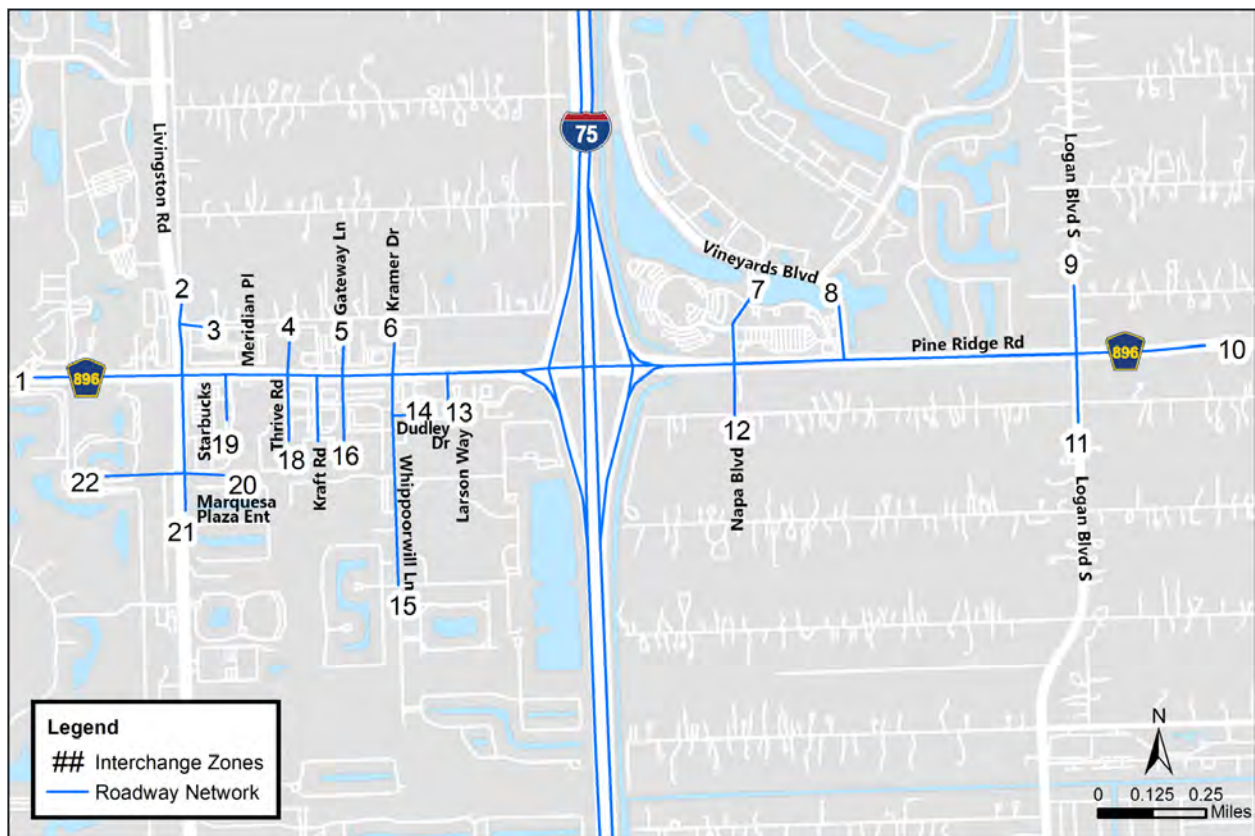 75
Livingston Rd
Logan Blvd S
Meridian Pl
Gateway Ln
Kramer Dr
Vineyards Blvd
9
2
3
4
5
6
7
8
Pine Ridge Rd
1
896
896
10
Starbucks
Thrive Rd
19
18
Kraft Rd
16
14
Dudley
Dr
13
Larson Way
Whippoorwill Ln
Napa Blvd
12
11
Logan Blvd S
22
20
Marquesa
Plaza Ent
21
15
Legend
## Interchange Zones
Roadway Network
N
0 0.125 0.25
Miles